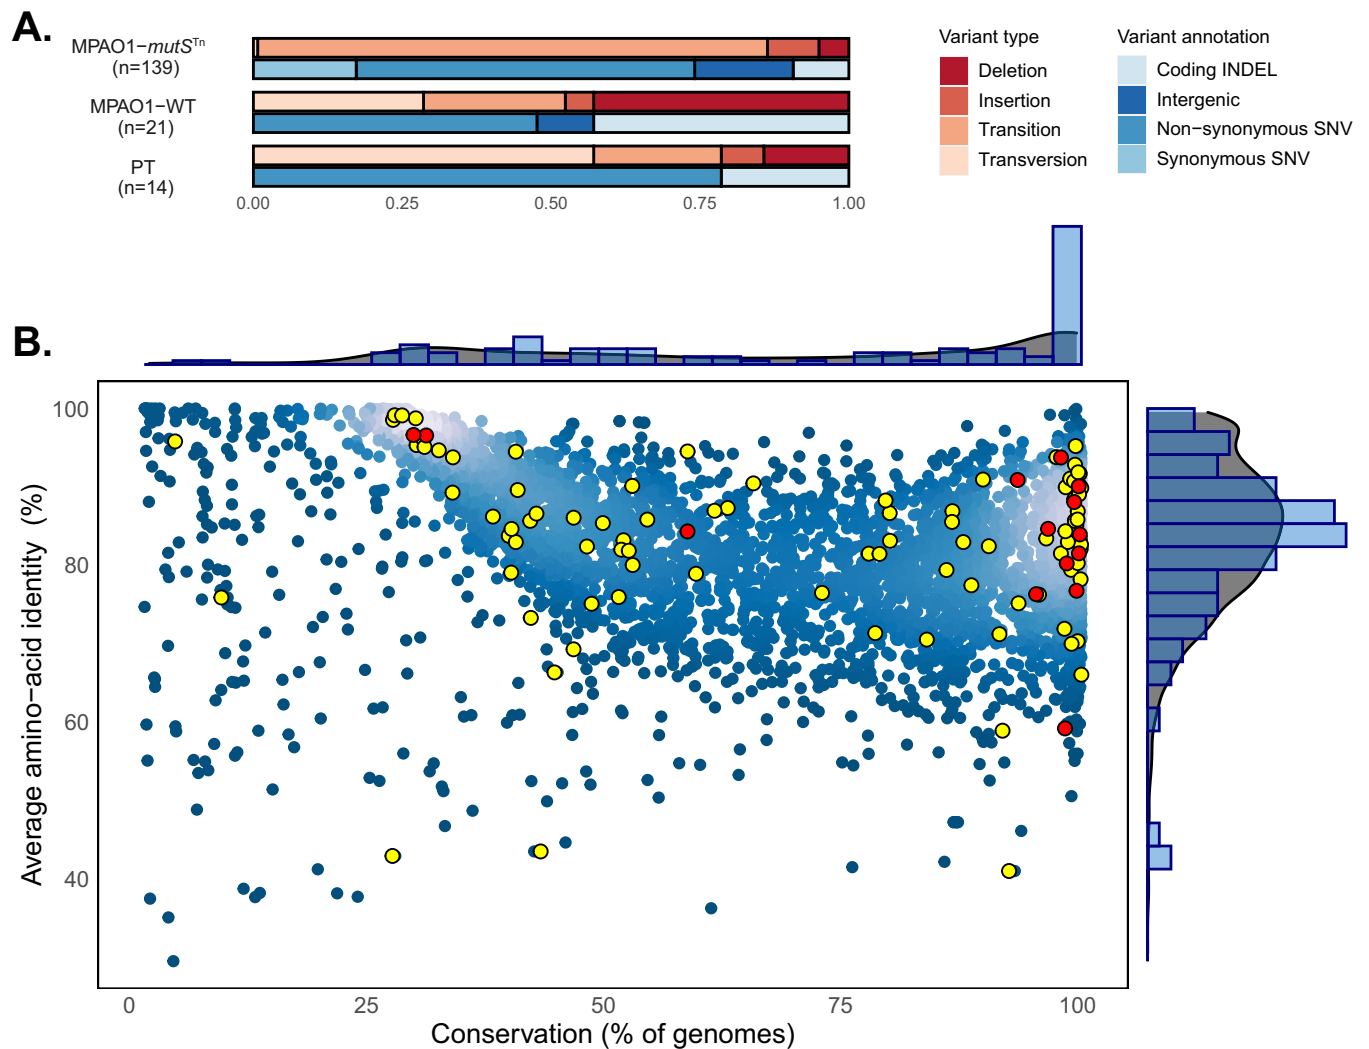 A.
MPAO1−mutSTn
(n=139)
MPAO1−WT
(n=21)
PT
(n=14)
0.00 0.25 0.50 0.75 1.00
Variant type
Deletion
Insertion
Transition
Transversion
Variant annotation
Coding INDEL
Intergenic
Non−synonymous SNV
Synonymous SNV
B.
Average amino−acid identity (%)
100
80
60
40
0 25 50 75 100
Conservation (% of genomes)